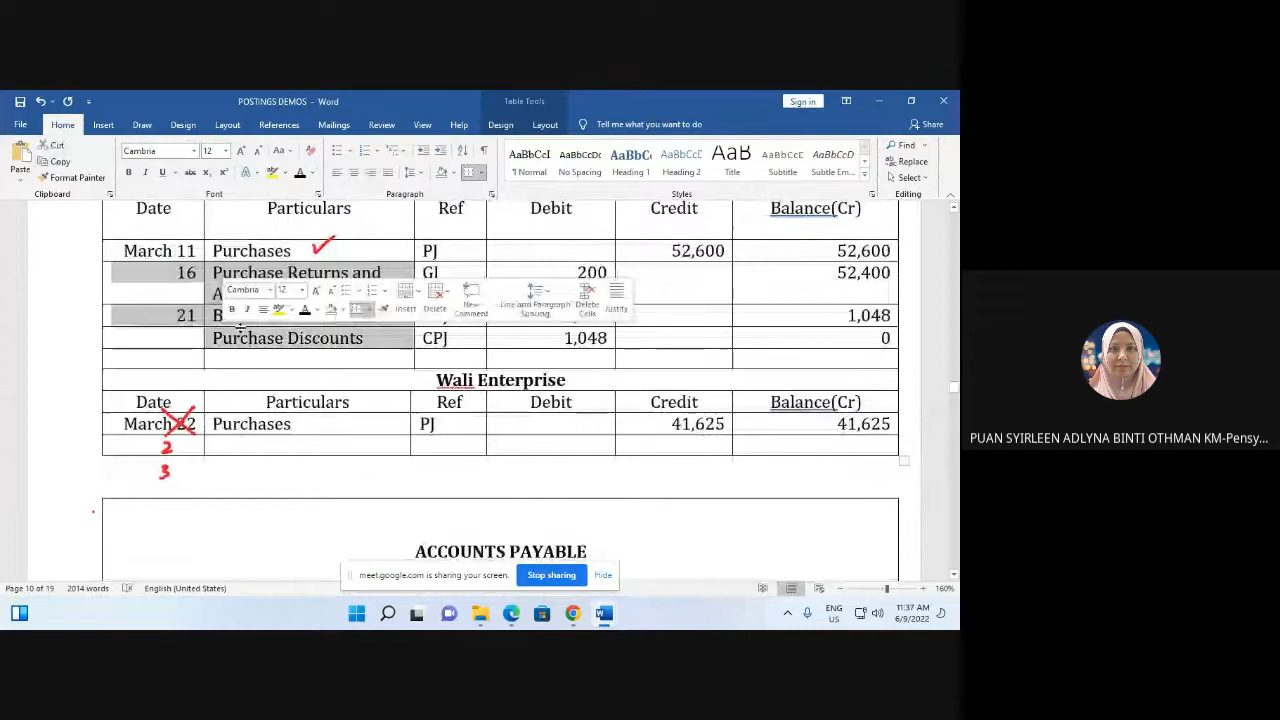 POSTINGS DEMOS - Word
Table Tools
Sign in
File Home Insert Draw Design Layout References Mailings Review View Help Design Layout Tell me what you want to do Share
Paste
Cut
Copy
Format Painter
Clipboard
Cambria 12
Font
Paragraph
AaBbCcI AaBbCcDc AaBbC AaBbCcI AaB AaBbCcD AaBbCcDt
¶ Normal No Spacing Heading 1 Heading 2 Title Subtitle Subtle Em...
Styles
Find
Replace
Select
Editing
Date Particulars Ref Debit Credit Balance(Cr)
March 11 Purchases PJ 52,600 52,600
16 Purchase Returns and GJ 200 52,400
Cambria 12
Insert Delete New Comment Line and Paragraph Spacing Delete Cells Justify
21 B 1,048
Purchase Discounts CPJ 1,048 0
Wali Enterprise
Date Particulars Ref Debit Credit Balance(Cr)
March 22 Purchases PJ 41,625 41,625
2
3
ACCOUNTS PAYABLE
meet.google.com is sharing your screen. Stop sharing Hide
Page 10 of 19 2014 words English (United States) 160%
ENG US 11:37 AM 6/9/2022
PUAN SYIRLEEN ADLYNA BINTI OTHMAN KM-Pensy...